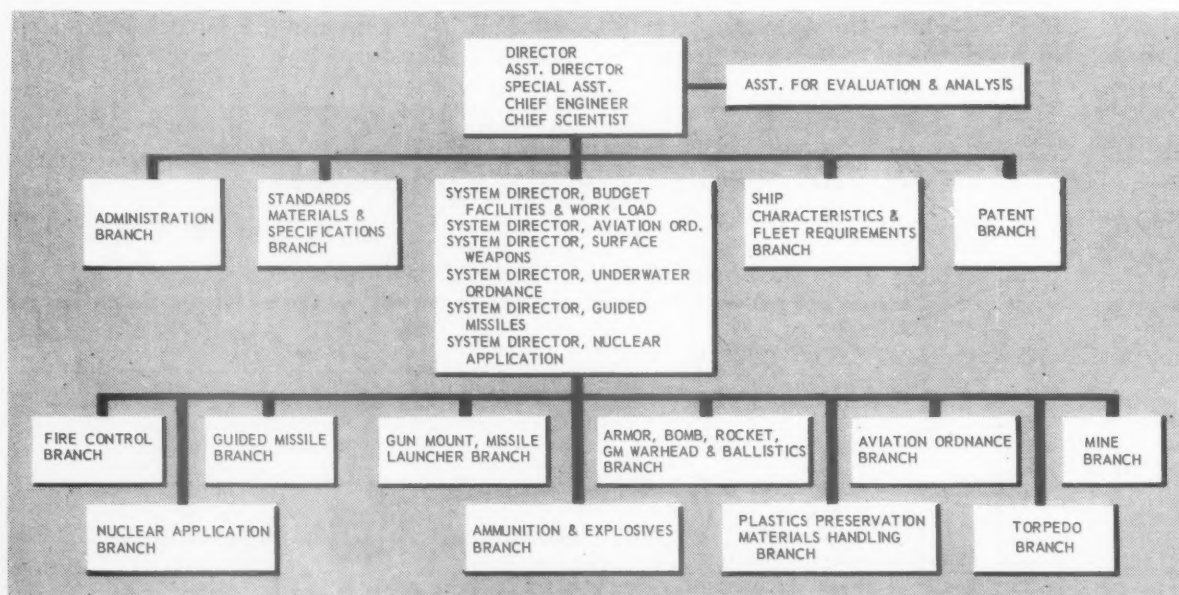 DIRECTOR
ASST. DIRECTOR
SPECIAL ASST.
CHIEF ENGINEER
CHIEF SCIENTIST
ASST. FOR EVALUATION & ANALYSIS
ADMINISTRATION
BRANCH
STANDARDS
MATERIALS &
SPECIFICATIONS
BRANCH
SYSTEM DIRECTOR, BUDGET
FACILITIES & WORK LOAD
SYSTEM DIRECTOR, AVIATION ORD.
SYSTEM DIRECTOR, SURFACE
WEAPONS
SYSTEM DIRECTOR, UNDERWATER
ORDNANCE
SYSTEM DIRECTOR, GUIDED
MISSILES
SYSTEM DIRECTOR, NUCLEAR
APPLICATION
SHIP
CHARACTERISTICS &
FLEET REQUIREMENTS
BRANCH
PATENT
BRANCH
FIRE CONTROL
BRANCH
GUIDED MISSILE
BRANCH
GUN MOUNT, MISSILE
LAUNCHER BRANCH
ARMOR, BOMB, ROCKET,
GM WARHEAD & BALLISTICS
BRANCH
AVIATION ORDNANCE
BRANCH
MINE
BRANCH
NUCLEAR APPLICATION
BRANCH
AMMUNITION & EXPLOSIVES
BRANCH
PLASTICS PRESERVATION
MATERIALS HANDLING
BRANCH
TORPEDO
BRANCH